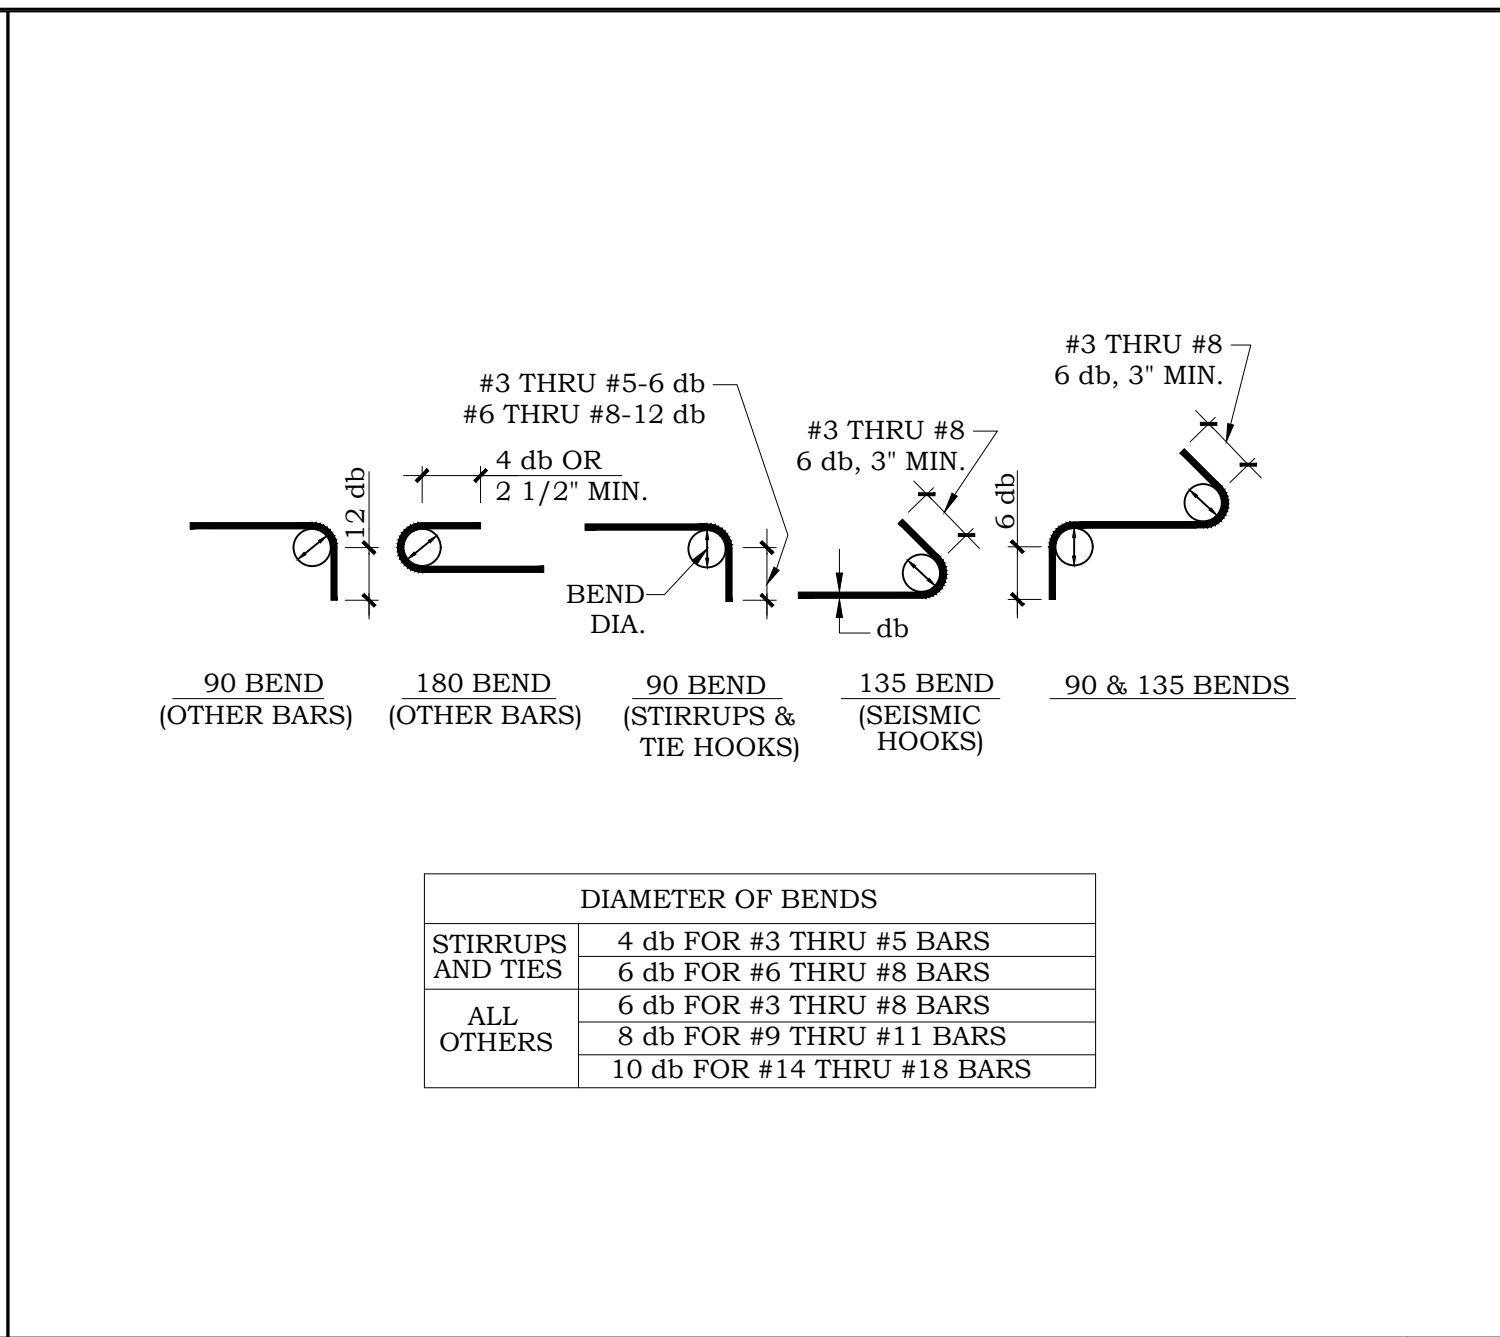 #3 THRU #8
6 db, 3" MIN.
#3 THRU #5-6 db
#6 THRU #8-12 db
#3 THRU #8
6 db, 3" MIN.
4 db OR
2 1/2" MIN.
12 db
6 db
BEND
DIA.
db
90 BEND
(OTHER BARS)
180 BEND
(OTHER BARS)
90 BEND
(STIRRUPS &
TIE HOOKS)
135 BEND
(SEISMIC
HOOKS)
90 & 135 BENDS
DIAMETER OF BENDS
STIRRUPS
AND TIES
4 db FOR #3 THRU #5 BARS
6 db FOR #6 THRU #8 BARS
ALL
OTHERS
6 db FOR #3 THRU #8 BARS
8 db FOR #9 THRU #11 BARS
10 db FOR #14 THRU #18 BARS